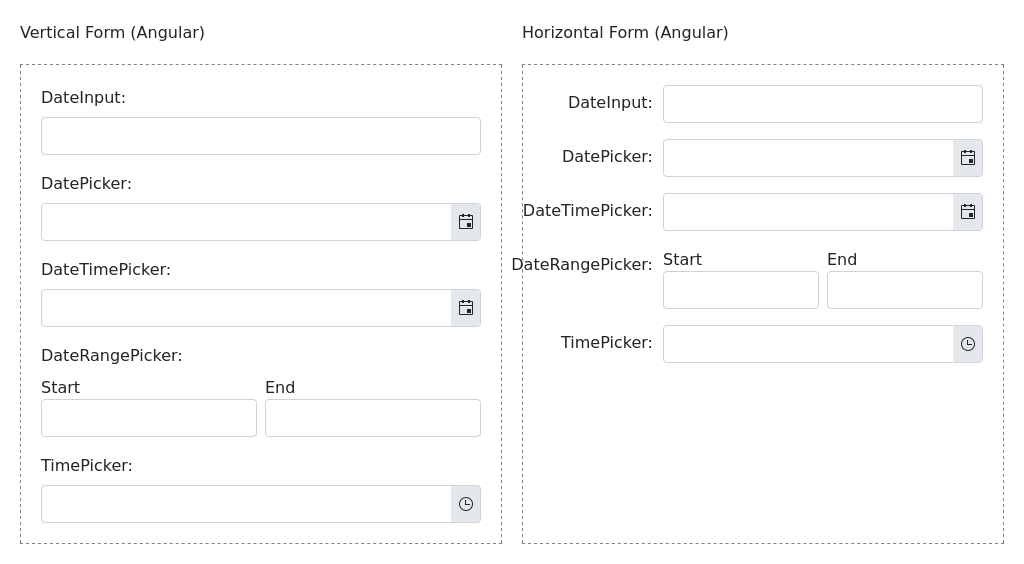 Vertical Form (Angular)
DateInput:
DatePicker:
DateTimePicker:
DateRangePicker:
Start End
TimePicker:
Horizontal Form (Angular)
DateInput:
DatePicker:
DateTimePicker:
DateRangePicker: Start End
TimePicker: